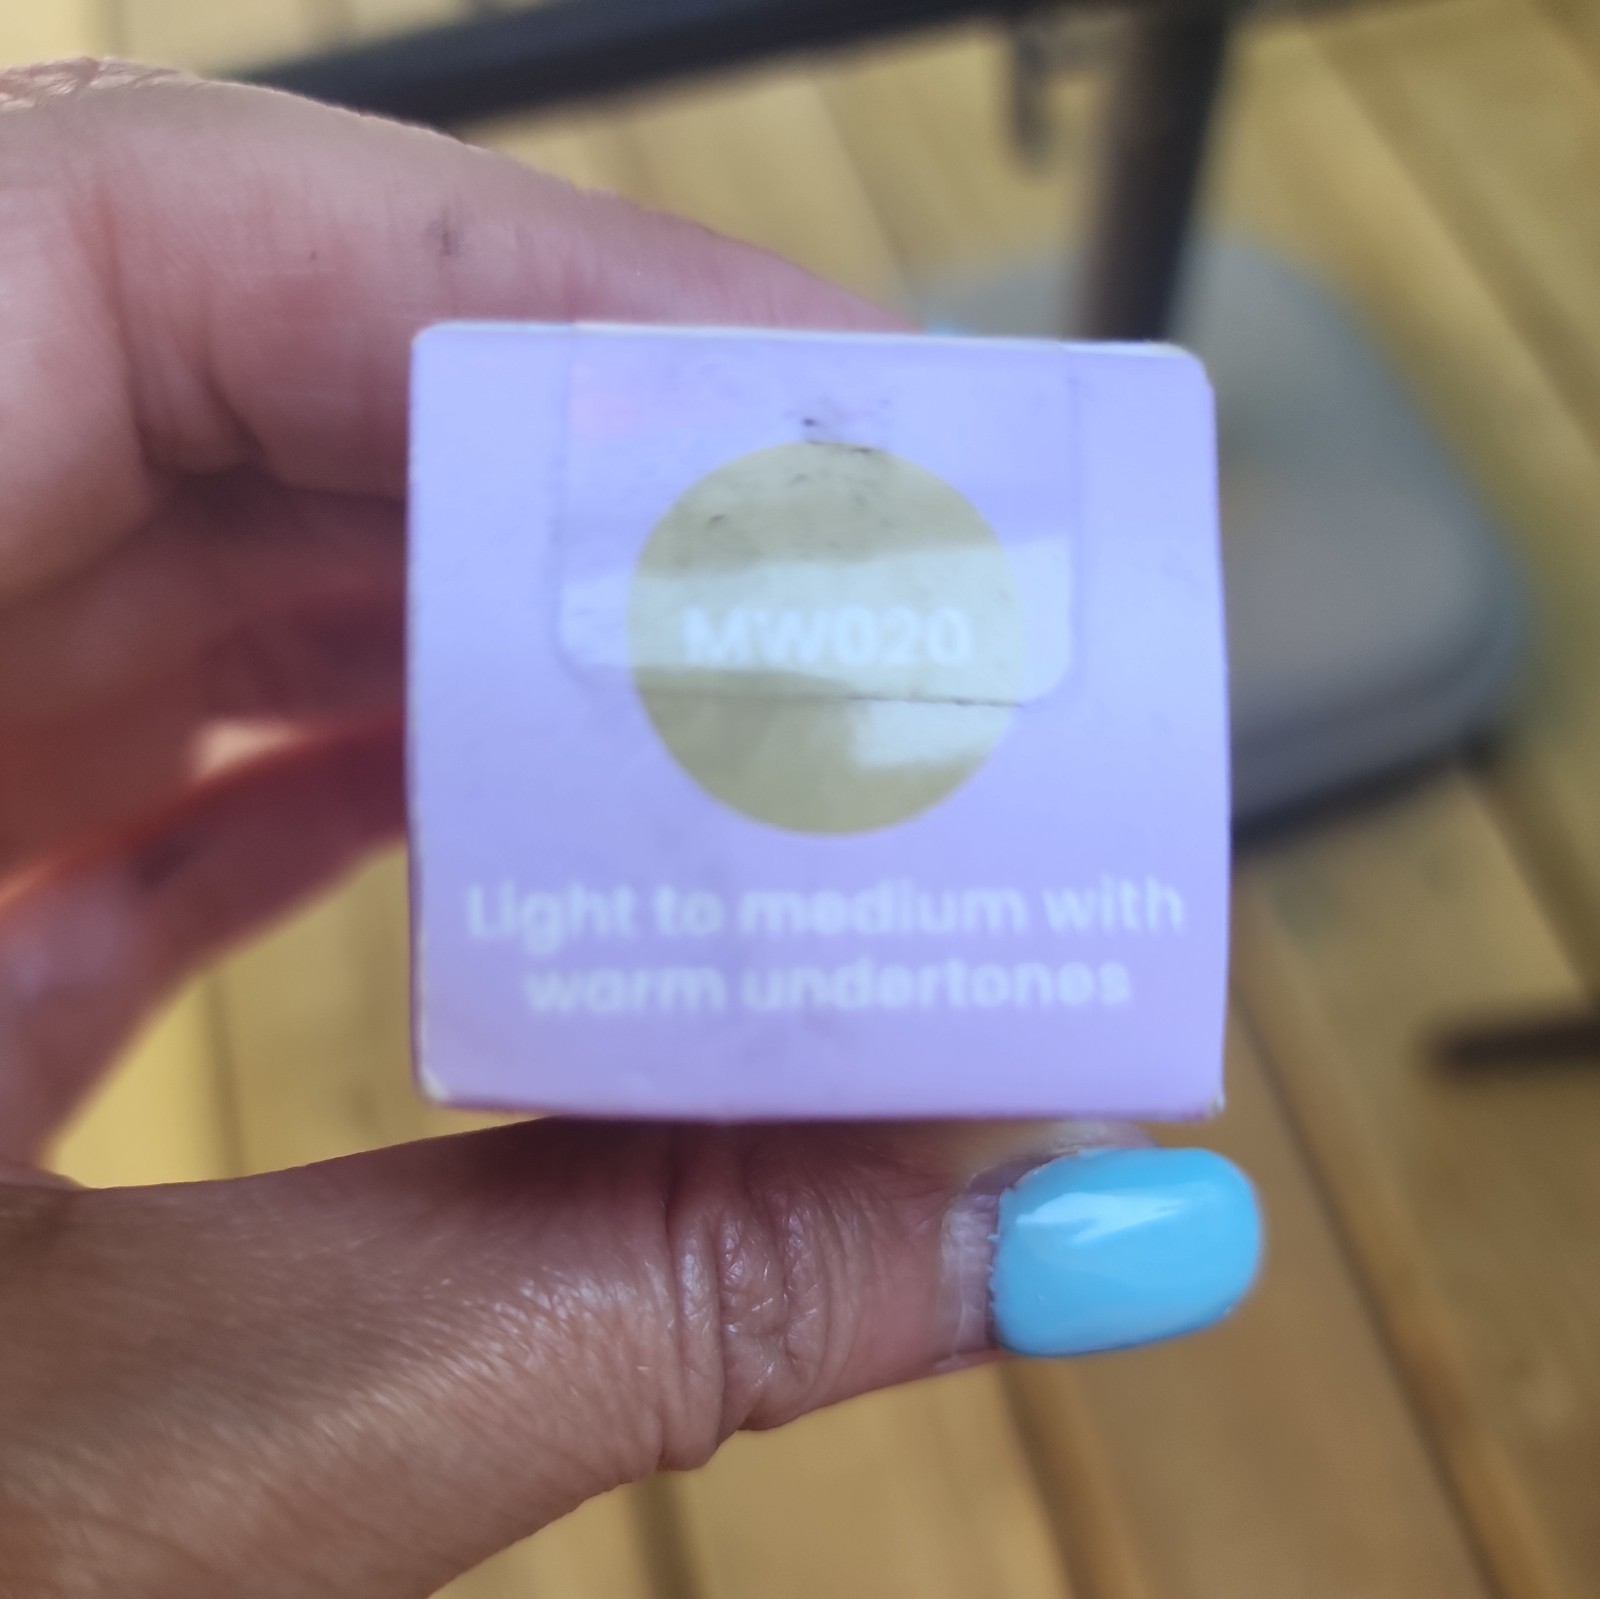 MW020
Light to medium with
warm undertones